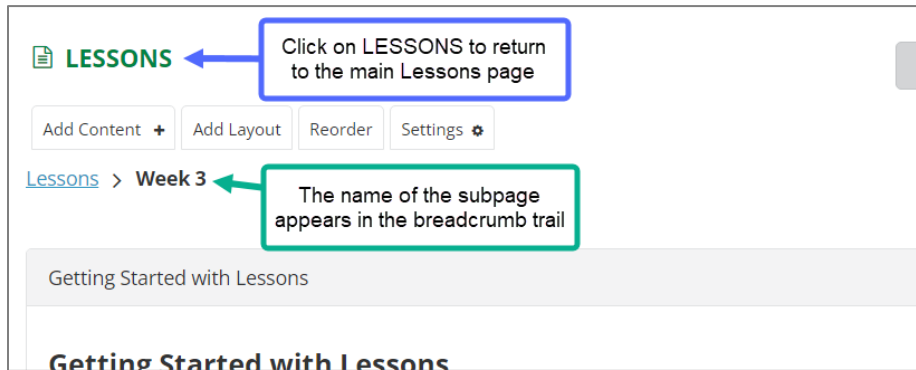 LESSONS
Click on LESSONS to return
to the main Lessons page
Add Content + Add Layout Reorder Settings
Lessons > Week 3
The name of the subpage
appears in the breadcrumb trail
Getting Started with Lessons
Getting Started with Lessons